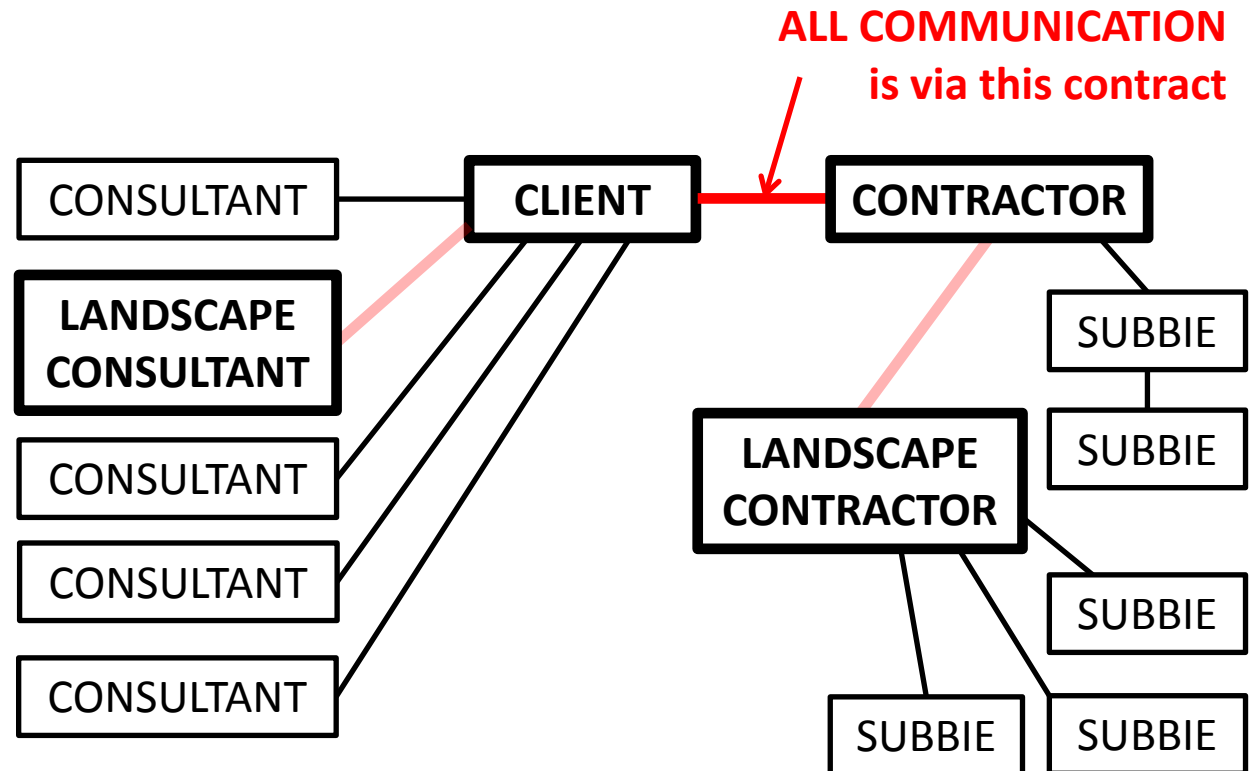 ALL COMMUNICATION
is via this contract
CONSULTANT
CLIENT
CONTRACTOR
LANDSCAPE
CONSULTANT
SUBBIE
CONSULTANT
LANDSCAPE
CONTRACTOR
SUBBIE
CONSULTANT
SUBBIE
CONSULTANT
SUBBIE
SUBBIE